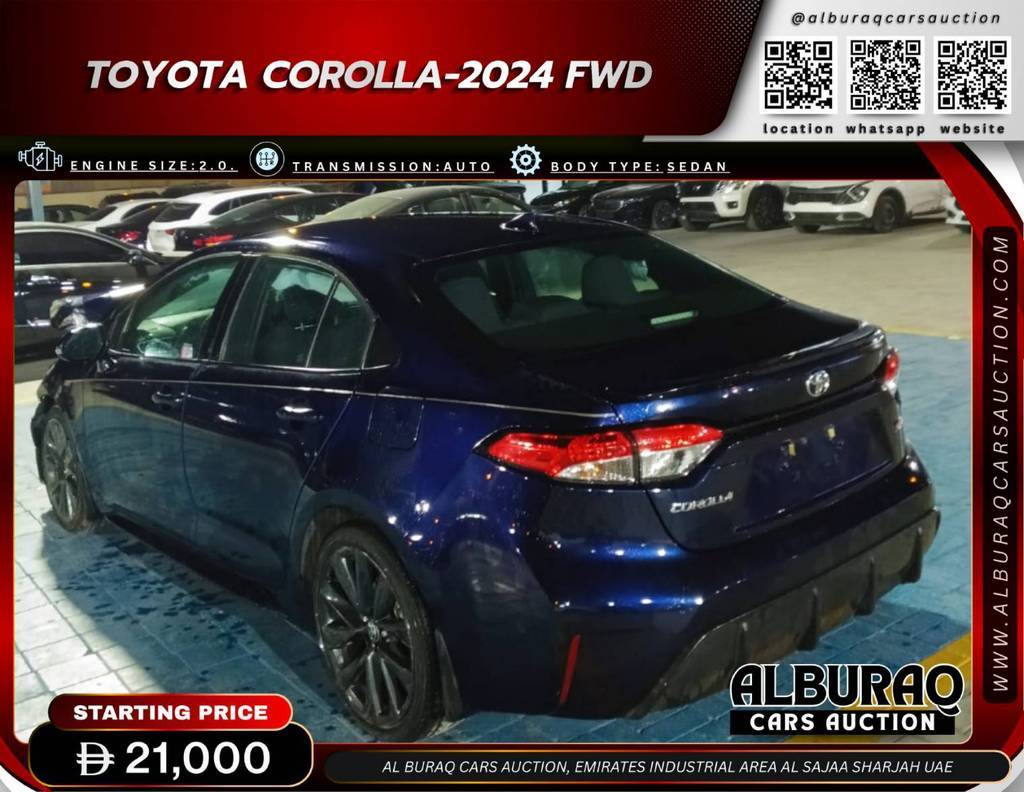 @alburaqcarsauction
TOYOTA COROLLA-2024 FWD
location whatsapp website
ENGINE SIZE:2.0.
TRANSMISSION:AUTO
BODY TYPE: SEDAN
WWW.ALBURAQCARSAUCTION.COM
COROLLA
ALBURAQ
CARS AUCTION
STARTING PRICE
21,000
AL BURAQ CARS AUCTION, EMIRATES INDUSTRIAL AREA AL SAJAA SHARJAH UAE